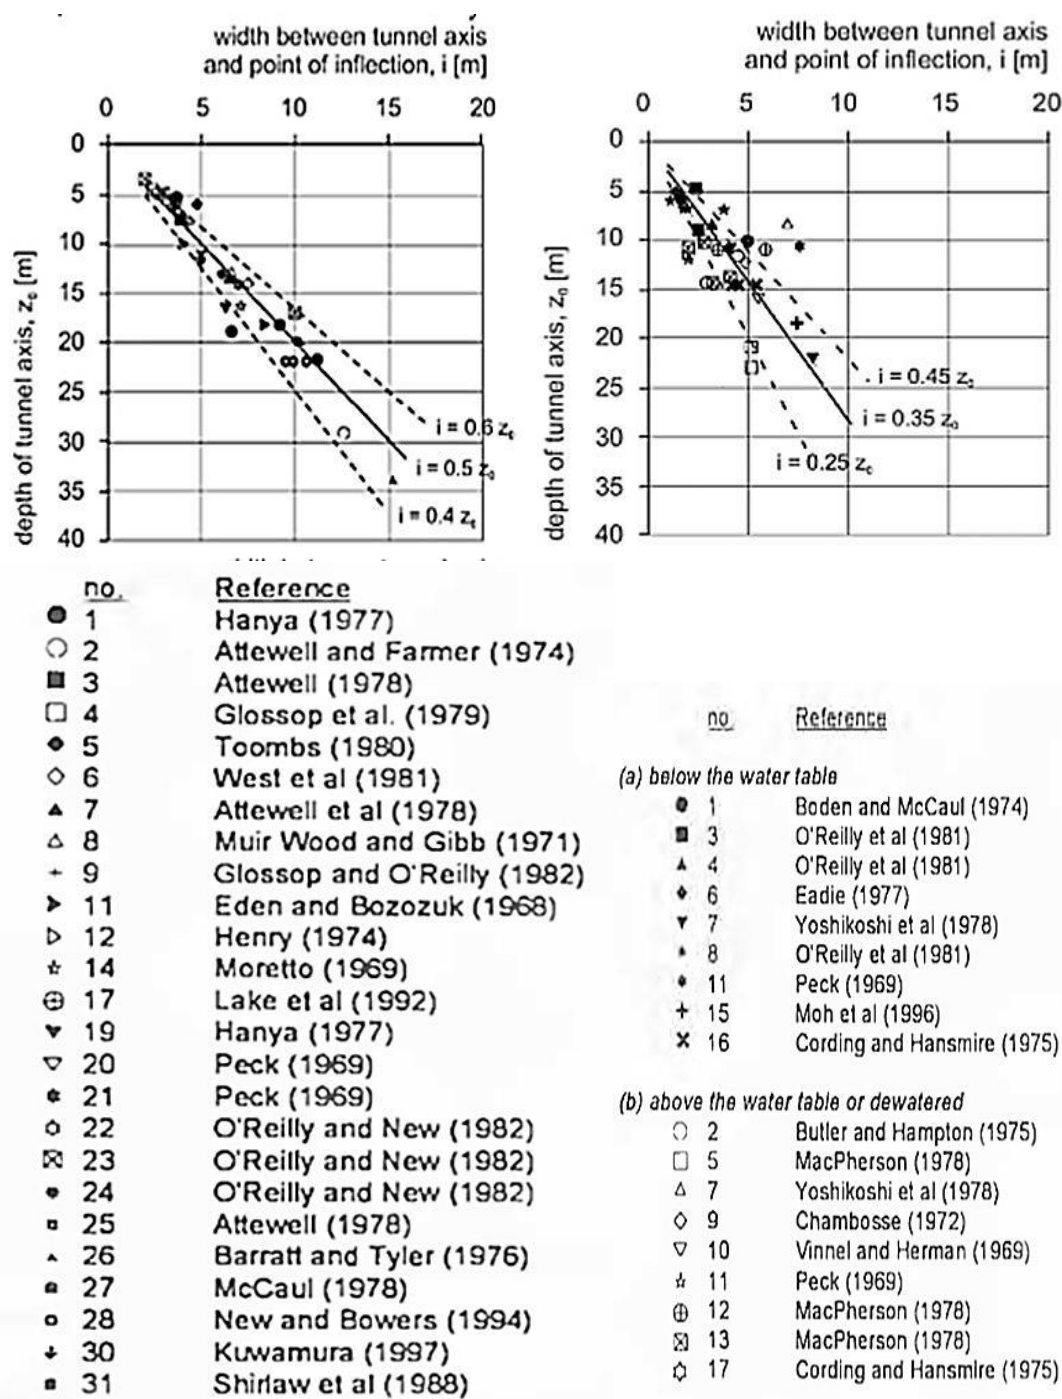 width between tunnel axis
and point of inflection, i [m]
0 5 10 15 20
0
5
10
15
20
25
30
35
40
depth of tunnel axis, z₀ [m]
i = 0.6 z₀
i = 0.5 z₀
i = 0.4 z₀
width between tunnel axis
and point of inflection, i [m]
0 5 10 15 20
0
5
10
15
20
25
30
35
40
depth of tunnel axis, z₀ [m]
i = 0.45 z₀
i = 0.35 z₀
i = 0.25 z₀
no. Reference
1 Hanya (1977)
2 Attewell and Farmer (1974)
3 Attewell (1978)
4 Glossop et al. (1979)
5 Toombs (1980)
6 West et al (1981)
7 Attewell et al (1978)
8 Muir Wood and Gibb (1971)
9 Glossop and O'Reilly (1982)
11 Eden and Bozozuk (1968)
12 Henry (1974)
14 Moretto (1969)
17 Lake et al (1992)
19 Hanya (1977)
20 Peck (1969)
21 Peck (1969)
22 O'Reilly and New (1982)
23 O'Reilly and New (1982)
24 O'Reilly and New (1982)
25 Attewell (1978)
26 Barratt and Tyler (1976)
27 McCaul (1978)
28 New and Bowers (1994)
30 Kuwamura (1997)
31 Shirlaw et al (1988)
no. Reference
(a) below the water table
1 Boden and McCaul (1974)
3 O'Reilly et al (1981)
4 O'Reilly et al (1981)
6 Eadie (1977)
7 Yoshikoshi et al (1978)
8 O'Reilly et al (1981)
11 Peck (1969)
15 Moh et al (1996)
16 Cording and Hansmire (1975)
(b) above the water table or dewatered
2 Butler and Hampton (1975)
5 MacPherson (1978)
7 Yoshikoshi et al (1978)
9 Chambosse (1972)
10 Vinnel and Herman (1969)
11 Peck (1969)
12 MacPherson (1978)
13 MacPherson (1978)
17 Cording and Hansmire (1975)